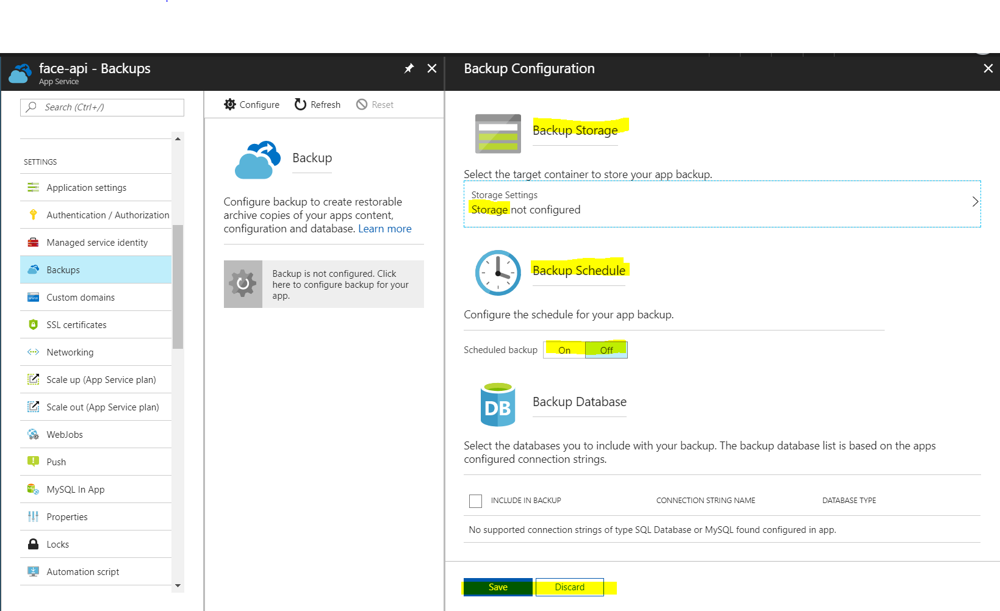 face-api - Backups
App Service
Search (Ctrl+/)
SETTINGS
Application settings
Authentication / Authorization
Managed service identity
Backups
Custom domains
www
SSL certificates
Networking
Scale up (App Service plan)
Scale out (App Service plan)
WebJobs
Push
MySQL In App
Properties
Locks
Automation script
Configure
Refresh
Reset
Backup
Configure backup to create restorable
archive copies of your apps content,
configuration and database. Learn more
Backup is not configured. Click
here to configure backup for your
app.
Backup Configuration
Backup Storage
Select the target container to store your app backup.
Storage Settings
Storage not configured
Backup Schedule
Configure the schedule for your app backup.
Scheduled backup On Off
DB
Backup Database
Select the databases you to include with your backup. The backup database list is based on the apps
configured connection strings.
INCLUDE IN BACKUP CONNECTION STRING NAME DATABASE TYPE
No supported connection strings of type SQL Database or MySQL found configured in app.
Save Discard